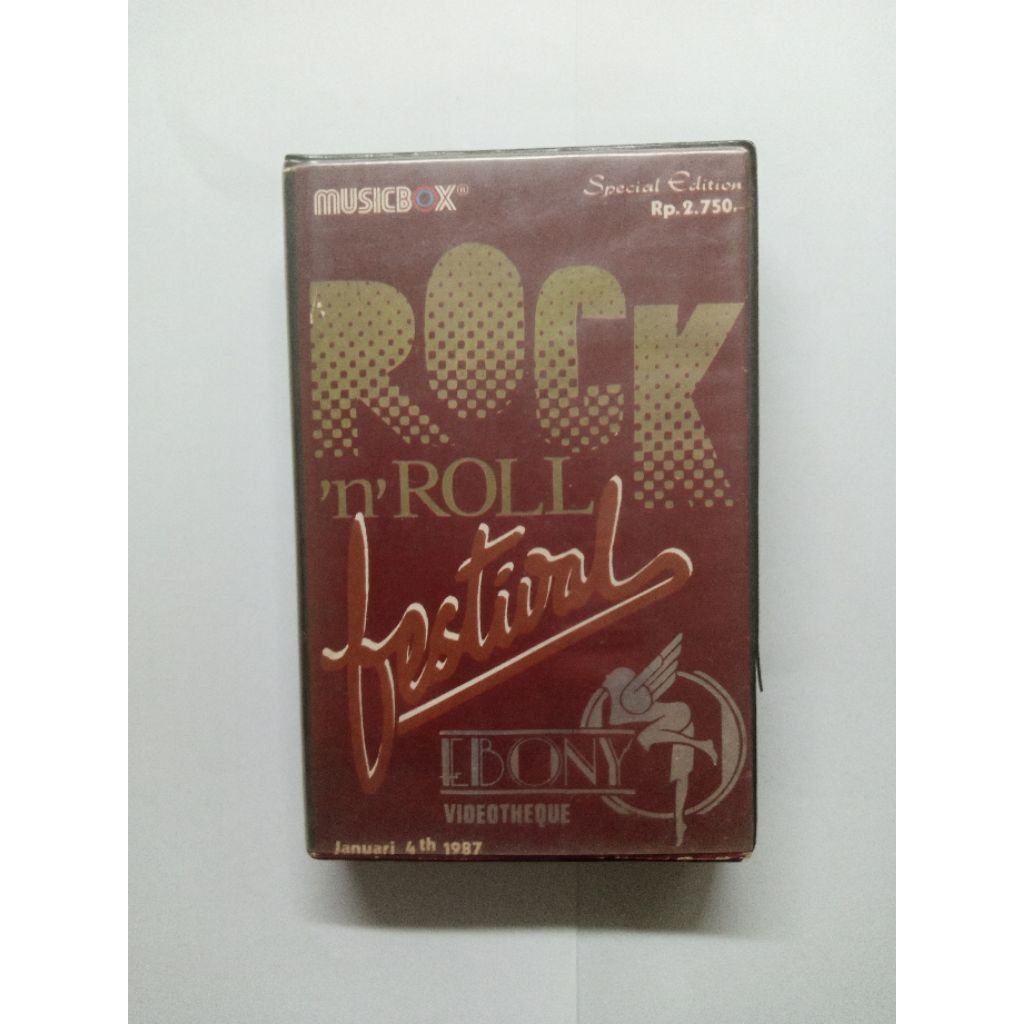 MUSICBOX®
Special Edition
Rp.2.750.-
ROCK
'n' ROLL
festival
EBONY
VIDEOTHEQUE
Januari 4th 1987